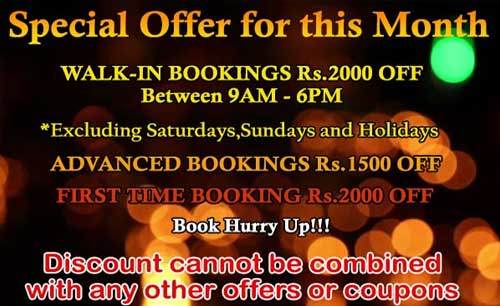 Special Offer for this Month
WALK-IN BOOKINGS Rs.2000 OFF
Between 9AM - 6PM
*Excluding Saturdays,Sundays and Holidays
ADVANCED BOOKINGS Rs.1500 OFF
FIRST TIME BOOKING Rs.2000 OFF
Book Hurry Up!!!
Discount cannot be combined
with any other offers or coupons